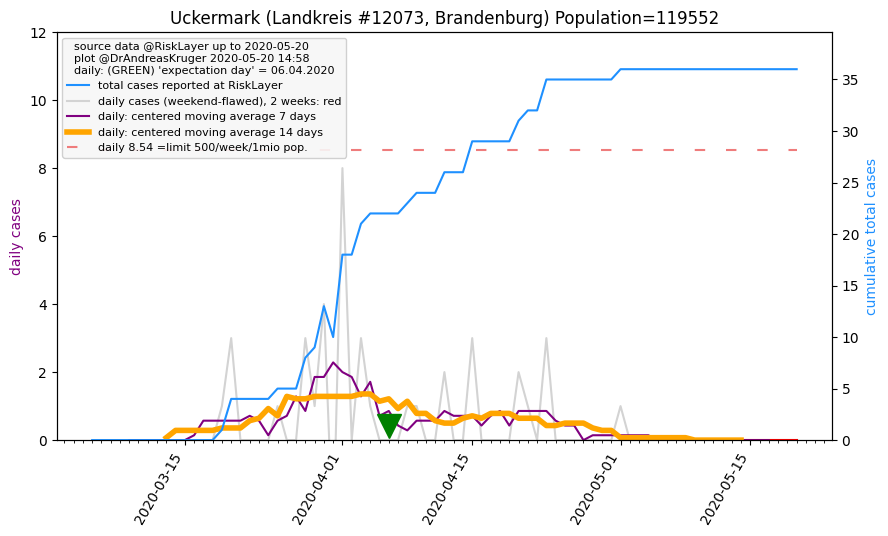 Uckermark (Landkreis #12073, Brandenburg) Population=119552
source data @RiskLayer up to 2020-05-20
plot @DrAndreasKruger 2020-05-20 14:58
daily: (GREEN) 'expectation day' = 06.04.2020
total cases reported at RiskLayer
daily cases (weekend-flawed), 2 weeks: red
daily: centered moving average 7 days
daily: centered moving average 14 days
daily 8.54 =limit 500/week/1mio pop.
daily cases
12
10
8
6
4
2
0
35
30
25
20
15
10
5
0
cumulative total cases
2020-03-15
2020-04-01
2020-04-15
2020-05-01
2020-05-15